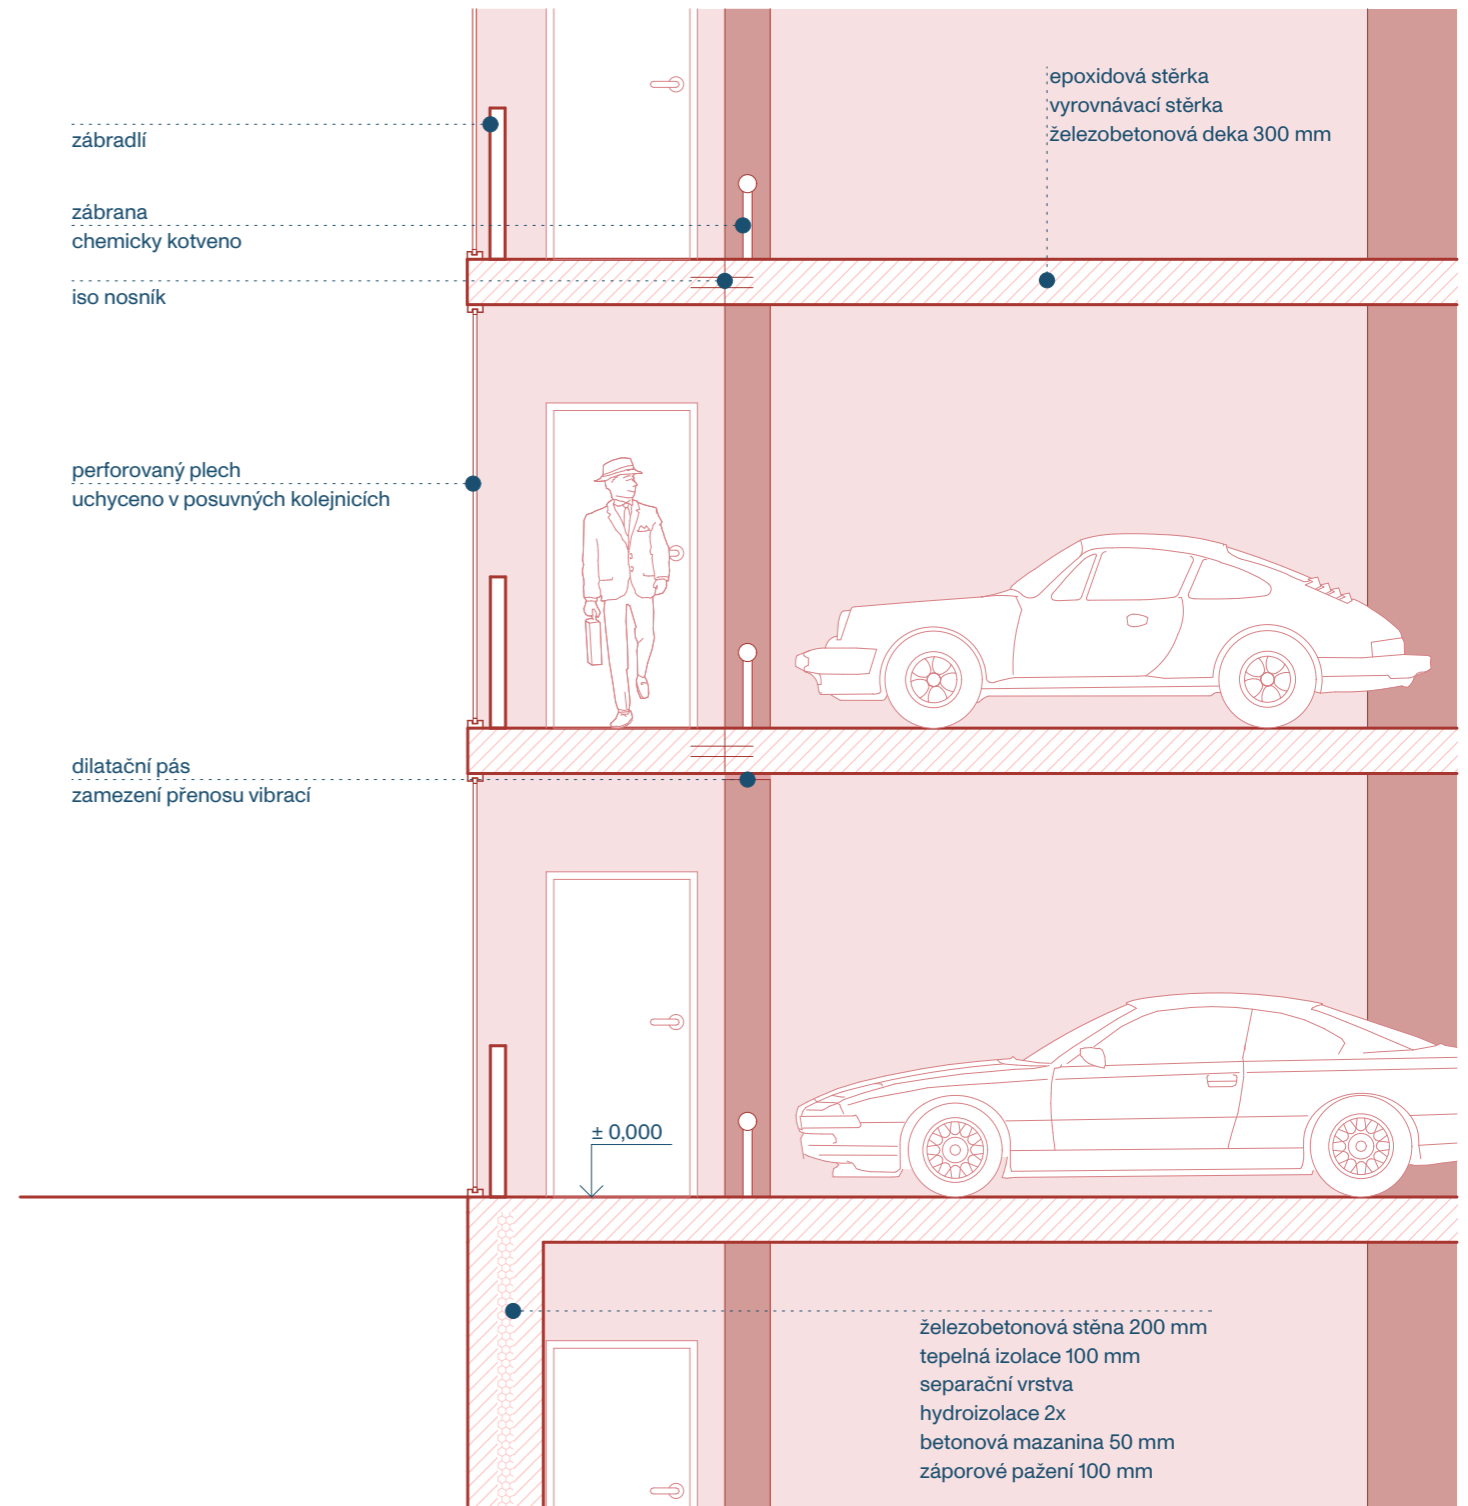 epoxidová stěrka
vyrovnávací stěrka
železobetonová deka 300 mm
zábradlí
zábrana
chemicky kotveno
iso nosník
perforovaný plech
uchyceno v posuvných kolejnicích
dilatační pás
zamezení přenosu vibrací
± 0,000
železobetonová stěna 200 mm
tepelná izolace 100 mm
separační vrstva
hydroizolace 2x
betonová mazanina 50 mm
záporové pažení 100 mm